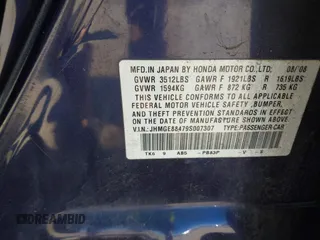 MFD. IN JAPAN BY HONDA MOTOR CO., LTD. 08/08
GVWR 3512LBS GAWR F 1921LBS R 1619LBS
GVWR 1594KG GAWR F 872 KG R 735 KG
THIS VEHICLE CONFORMS TO ALL APPLICABLE
FEDERAL MOTOR VEHICLE SAFETY, BUMPER,
AND THEFT PREVENTION STANDARDS IN EFFECT
ON THE DATE OF MANUFACTURE SHOWN ABOVE.
V.I.N.: JHMGE88479S007307 TYPE: PASSENGER CAR
ABS
AUTOBIDMD